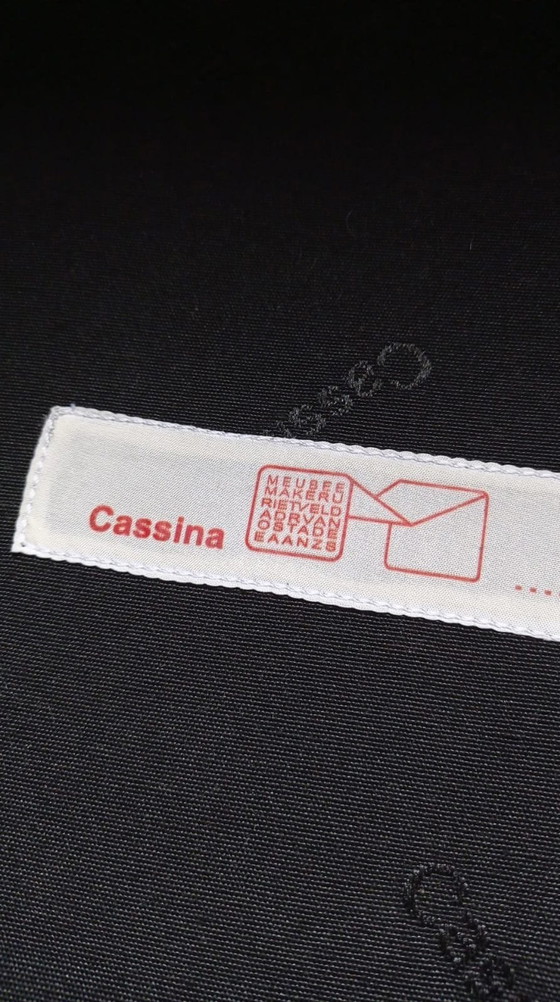 Cassina
MEUBEE
MAKERIJ
RIETVELD
ADRVAN
OSTADE
EAANZS